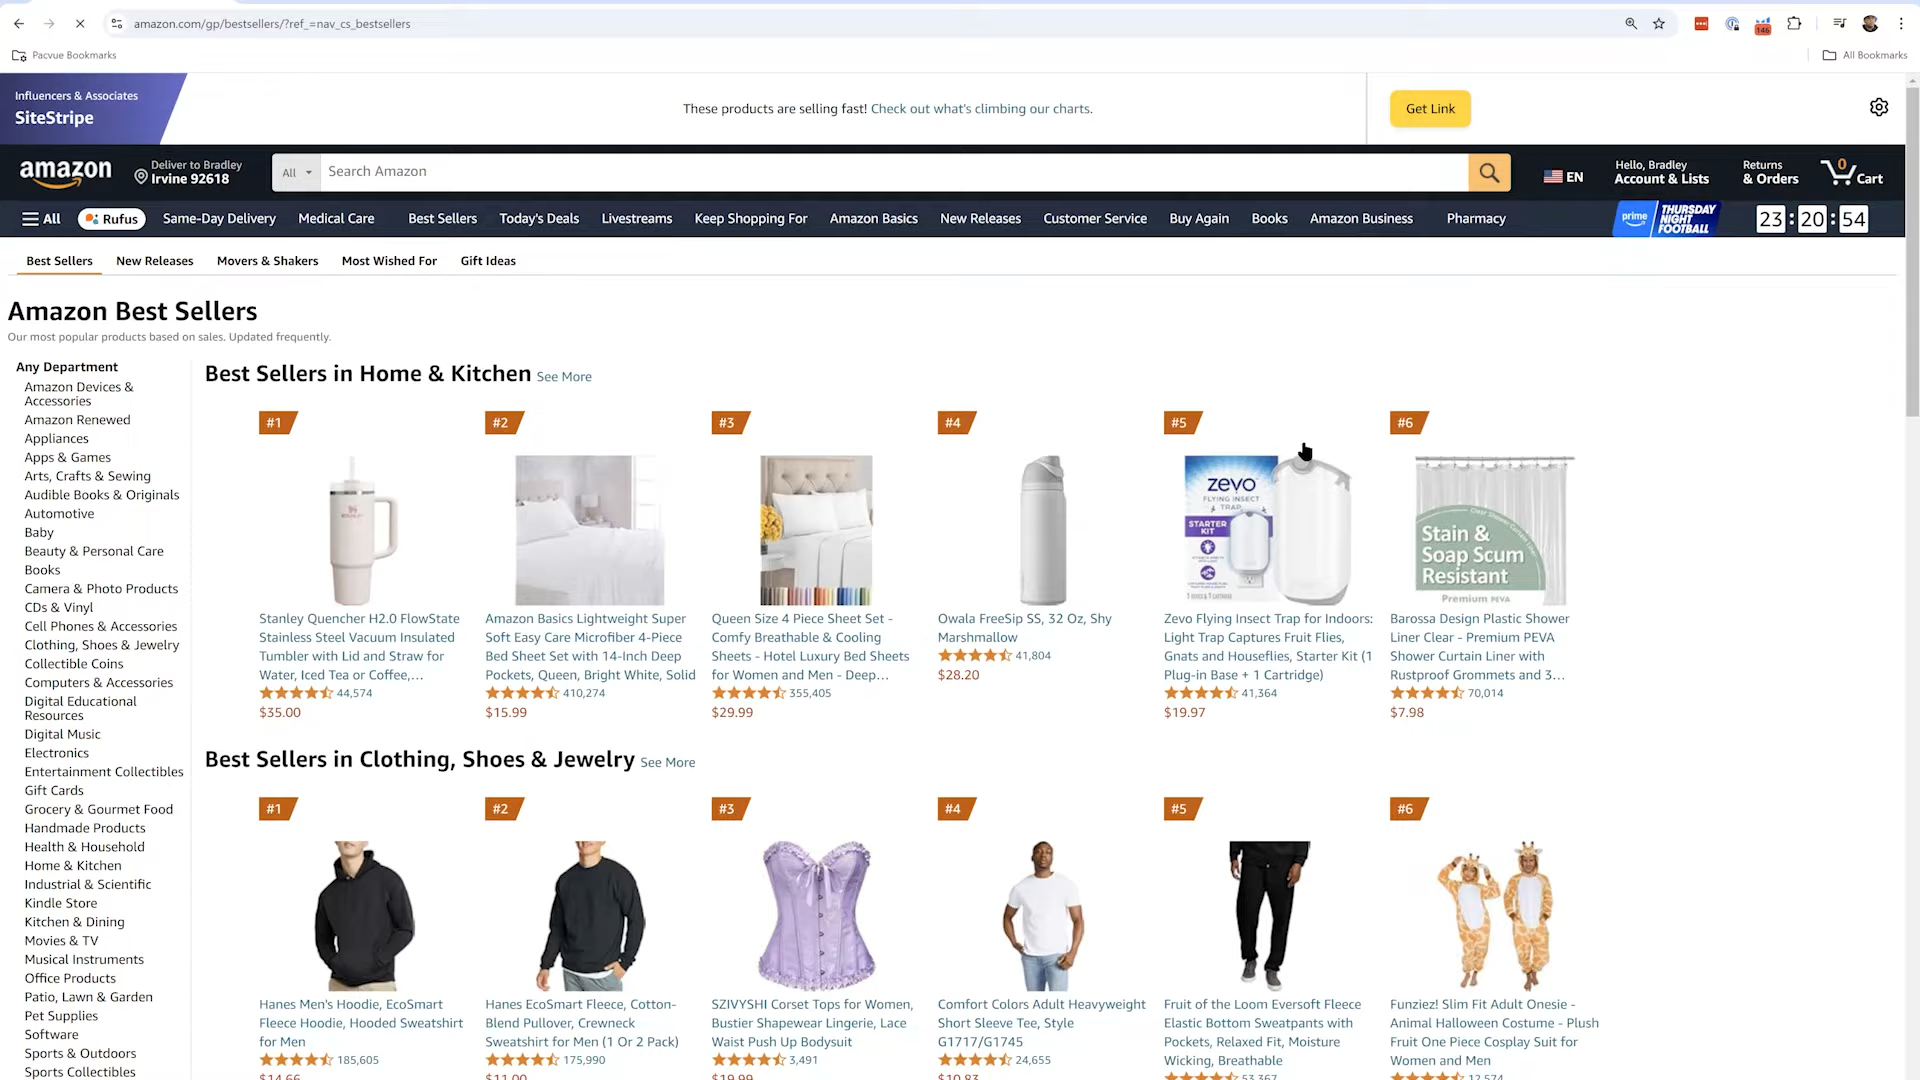 amazon.com/gp/bestsellers/?ref_=nav_cs_bestsellers
146
Pacvue Bookmarks
All Bookmarks
Influencers & Associates
SiteStripe
These products are selling fast! Check out what's climbing our charts.
Get Link
amazon
Deliver to Bradley
Irvine 92618
All
Search Amazon
EN
Hello, Bradley
Account & Lists
Returns
& Orders
0
Cart
All
Rufus
Same-Day Delivery
Medical Care
Best Sellers
Today's Deals
Livestreams
Keep Shopping For
Amazon Basics
New Releases
Customer Service
Buy Again
Books
Amazon Business
Pharmacy
prime
THURSDAY
NIGHT
FOOTBALL
23:20:54
Best Sellers
New Releases
Movers & Shakers
Most Wished For
Gift Ideas
Amazon Best Sellers
Our most popular products based on sales. Updated frequently.
Any Department
Amazon Devices &
Accessories
Amazon Renewed
Appliances
Apps & Games
Arts, Crafts & Sewing
Audible Books & Originals
Automotive
Baby
Beauty & Personal Care
Books
Camera & Photo Products
CDs & Vinyl
Cell Phones & Accessories
Clothing, Shoes & Jewelry
Collectible Coins
Computers & Accessories
Digital Educational
Resources
Digital Music
Electronics
Entertainment Collectibles
Gift Cards
Grocery & Gourmet Food
Handmade Products
Health & Household
Home & Kitchen
Industrial & Scientific
Kindle Store
Kitchen & Dining
Movies & TV
Musical Instruments
Office Products
Patio, Lawn & Garden
Pet Supplies
Software
Sports & Outdoors
Sports Collectibles
Best Sellers in Home & Kitchen See More
#1
Stanley Quencher H2.0 FlowState
Stainless Steel Vacuum Insulated
Tumbler with Lid and Straw for
Water, Iced Tea or Coffee,...
44,574
$35.00
#2
Amazon Basics Lightweight Super
Soft Easy Care Microfiber 4-Piece
Bed Sheet Set with 14-Inch Deep
Pockets, Queen, Bright White, Solid
410,274
$15.99
#3
Queen Size 4 Piece Sheet Set -
Comfy Breathable & Cooling
Sheets - Hotel Luxury Bed Sheets
for Women and Men - Deep...
355,405
$29.99
#4
Owala FreeSip SS, 32 Oz, Shy
Marshmallow
41,804
$28.20
#5
zevo
FLYING INSECT
TRAP
STARTER
KIT
Zevo Flying Insect Trap for Indoors:
Light Trap Captures Fruit Flies,
Gnats and Houseflies, Starter Kit (1
Plug-in Base + 1 Cartridge)
41,364
$19.97
#6
Stain &
Soap Scum
Resistant
Premium PEVA
Barossa Design Plastic Shower
Liner Clear - Premium PEVA
Shower Curtain Liner with
Rustproof Grommets and 3...
70,014
$7.98
Best Sellers in Clothing, Shoes & Jewelry See More
#1
Hanes Men's Hoodie, EcoSmart
Fleece Hoodie, Hooded Sweatshirt
for Men
185,605
$14.66
#2
Hanes EcoSmart Fleece, Cotton-
Blend Pullover, Crewneck
Sweatshirt for Men (1 Or 2 Pack)
175,990
$11.00
#3
SZIVYSHI Corset Tops for Women,
Bustier Shapewear Lingerie, Lace
Waist Push Up Bodysuit
3,491
$19.99
#4
Comfort Colors Adult Heavyweight
Short Sleeve Tee, Style
G1717/G1745
24,655
$10.83
#5
Fruit of the Loom Eversoft Fleece
Elastic Bottom Sweatpants with
Pockets, Relaxed Fit, Moisture
Wicking, Breathable
53,367
#6
Funziez! Slim Fit Adult Onesie -
Animal Halloween Costume - Plush
Fruit One Piece Cosplay Suit for
Women and Men
12,574